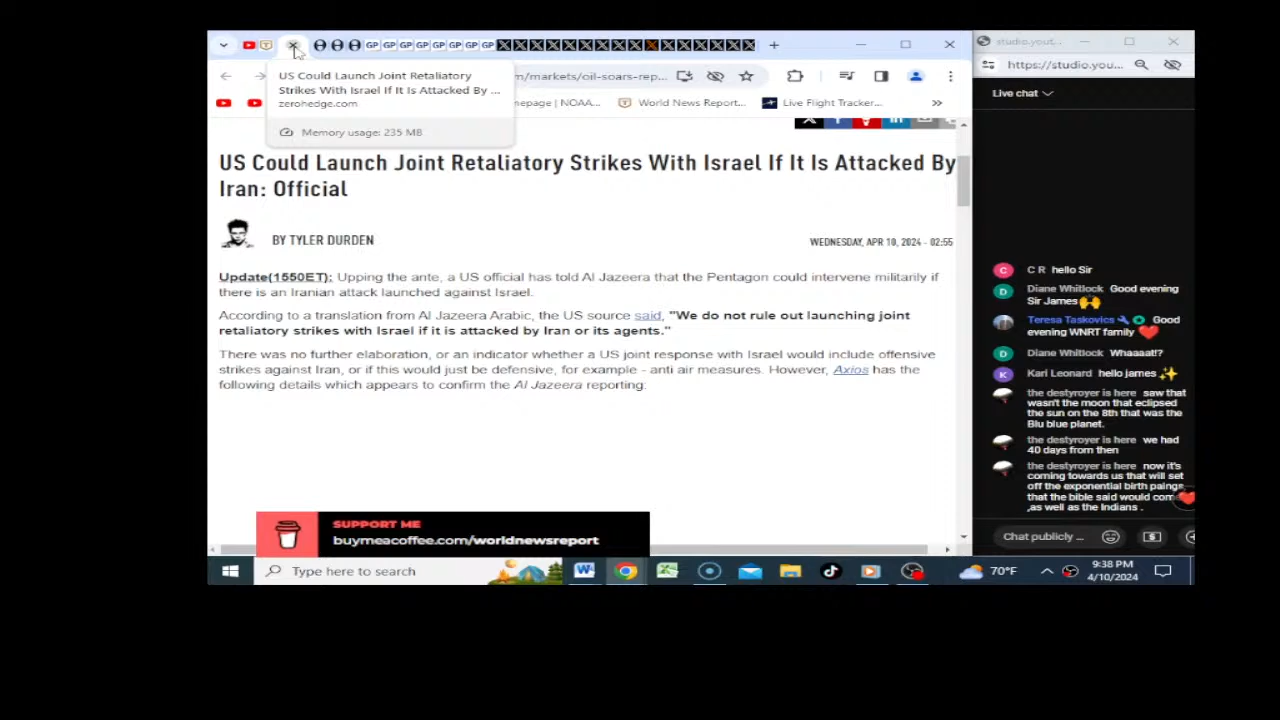 GP GP GP GP GP GP GP GP
studio.yout...
US Could Launch Joint Retaliatory
Strikes With Israel If It Is Attacked By ...
zerohedge.com
Memory usage: 235 MB
m/markets/oil-soars-rep...
https://studio.you...
mepage | NOAA...
World News Report...
Live Flight Tracker...
»
Live chat
US Could Launch Joint Retaliatory Strikes With Israel If It Is Attacked By
Iran: Official
BY TYLER DURDEN
WEDNESDAY, APR 10, 2024 - 02:55
Update(1550ET): Upping the ante, a US official has told Al Jazeera that the Pentagon could intervene militarily if
there is an Iranian attack launched against Israel.
According to a translation from Al Jazeera Arabic, the US source said, "We do not rule out launching joint
retaliatory strikes with Israel if it is attacked by Iran or its agents."
There was no further elaboration, or an indicator whether a US joint response with Israel would include offensive
strikes against Iran, or if this would just be defensive, for example - anti air measures. However, Axios has the
following details which appears to confirm the Al Jazeera reporting:
C C R hello Sir
D Diane Whitlock Good evening
Sir James
Teresa Taskovics Good
evening WNRT family
D Diane Whitlock Whaaat!?
K Kari Leonard hello james
the destyroyer is here saw that
wasn't the moon that eclipsed
the sun on the 8th that was the
Blu blue planet.
the destyroyer is here we had
40 days from then
the destyroyer is here now it's
coming towards us that will set
off the exponential birth paings
that the bible said would com
,as well as the Indians .
Chat publicly ...
SUPPORT ME
buymeacoffee.com/worldnewsreport
Type here to search
70°F
9:38 PM
4/10/2024